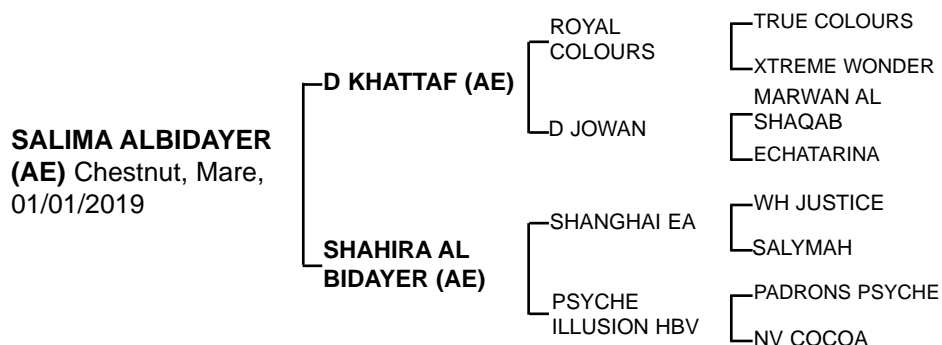 SALIMA ALBIDAYER
(AE) Chestnut, Mare,
01/01/2019
D KHATTAF (AE)
SHAHIRA AL
BIDAYER (AE)
ROYAL
COLOURS
D JOWAN
SHANGHAI EA
PSYCHE
ILLUSION HBV
TRUE COLOURS
XTREME WONDER
MARWAN AL
SHAQAB
ECHATARINA
WH JUSTICE
SALYMAH
PADRONS PSYCHE
NV COCOA